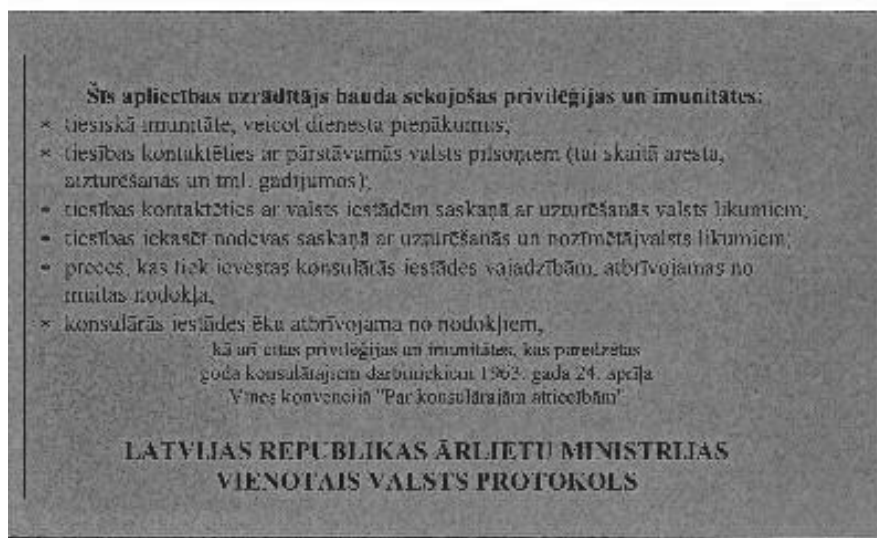 Šīs apliecības uzrādītājs bauda sekojošas privilēģijas un imunitātes:
* tiesiskā imunitāte, veicot dienesta pienākumus;
* tiesības kontaktēties ar pārstāvamās valsts pilsoņiem (tai skaitā aresta,
aizturēšanas un tml. gadījumos);
* tiesības kontaktēties ar valsts iestādēm saskaņā ar uzturēšanās valsts likumiem;
* tiesības iekasēt nodevas saskaņā ar uzturēšanās un nozīmētājvalsts likumiem;
* preces, kas tiek ievestas konsulārās iestādes vajadzībām, atbrīvojamas no
muitas nodokļa;
* konsulārās iestādes ēku atbrīvojama no nodokļiem,
kā arī citas privilēģijas un imunitātes, kas paredzētas
goda konsulārajiem darbiniekiem 1963. gada 24. aprīļa
Vīnes konvencijā "Par konsulārajām attiecībām"
LATVIJAS REPUBLIKAS ĀRLIETU MINISTRIJAS
VIENOTAIS VALSTS PROTOKOLS